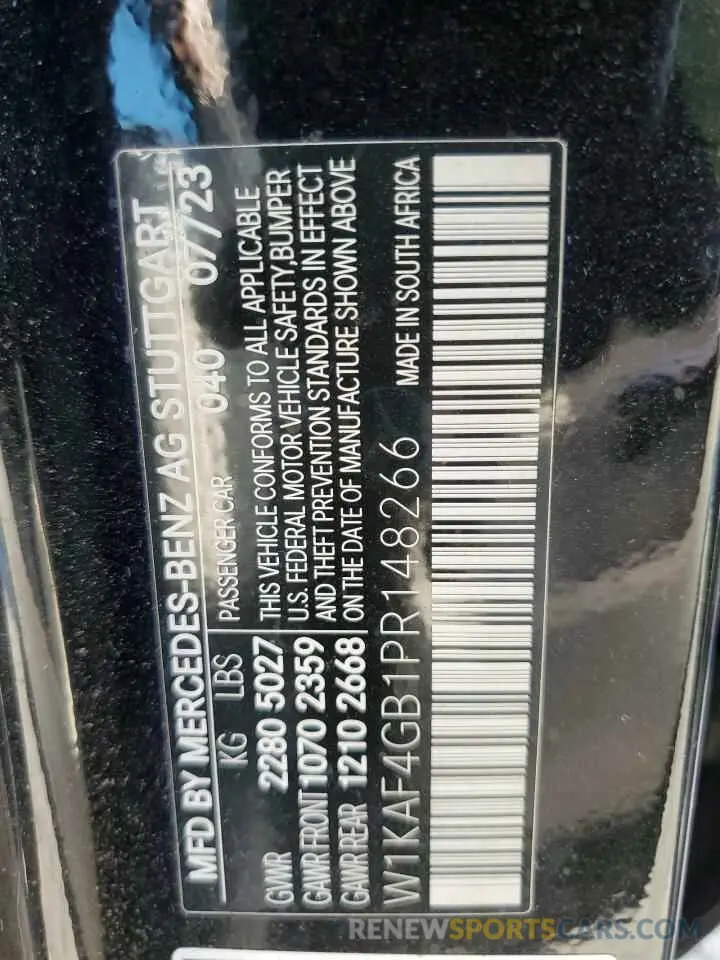 MFD BY MERCEDES-BENZ AG STUTTGART
KG LBS PASSENGER CAR 040 07/23
GVWR 2280 5027 THIS VEHICLE CONFORMS TO ALL APPLICABLE
U.S. FEDERAL MOTOR VEHICLE SAFETY,BUMPER
GAWR FRONT 1070 2359 AND THEFT PREVENTION STANDARDS IN EFFECT
GAWR REAR 1210 2668 ON THE DATE OF MANUFACTURE SHOWN ABOVE
W1KAF4GB1PR148266 MADE IN SOUTH AFRICA
RENEWSPORTSCARS.COM